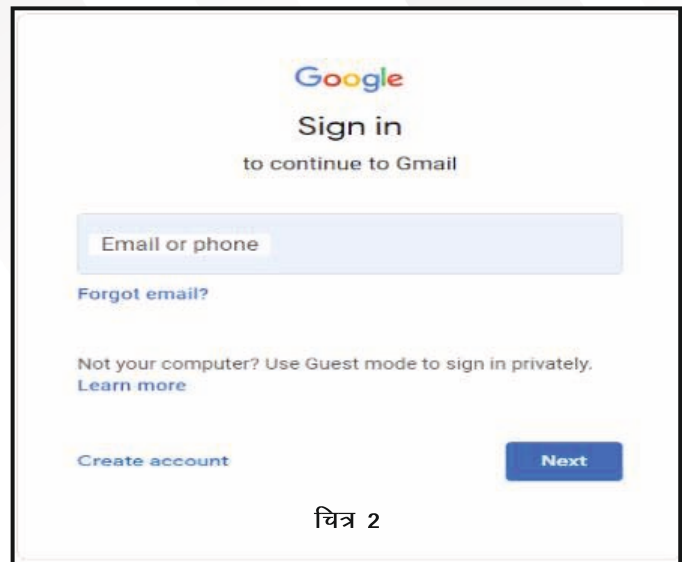 Google
Sign in
to continue to Gmail
Email or phone
Forgot email?
Not your computer? Use Guest mode to sign in privately.
Learn more
Create account
Next
चित्र 2